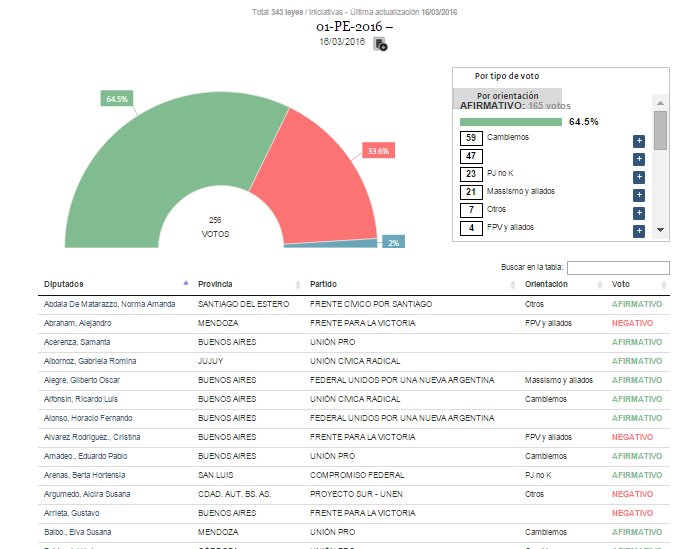 Total 343 leyes / iniciativas - Última actualización 16/03/2016
01-PE-2016 –
16/03/2016
64.5%
33.6%
2%
256
VOTOS
Por tipo de voto
Por orientación
AFIRMATIVO: 165 votos
64.5%
59 Cambiemos +
47 +
23 PJ no K +
21 Massismo y aliados +
7 Otros +
4 FPV y aliados +
Buscar en la tabla:
Diputados Provincia Partido Orientación Voto
Abdala De Matarazzo, Norma Amanda SANTIAGO DEL ESTERO FRENTE CÍVICO POR SANTIAGO Otros AFIRMATIVO
Abraham, Alejandro MENDOZA FRENTE PARA LA VICTORIA FPV y aliados NEGATIVO
Acerenza, Samanta BUENOS AIRES UNIÓN PRO AFIRMATIVO
Albornoz, Gabriela Romina JUJUY UNIÓN CÍVICA RADICAL AFIRMATIVO
Alegre, Gilberto Oscar BUENOS AIRES FEDERAL UNIDOS POR UNA NUEVA ARGENTINA Massismo y aliados AFIRMATIVO
Alfonsín, Ricardo Luis BUENOS AIRES UNIÓN CÍVICA RADICAL Cambiemos AFIRMATIVO
Alonso, Horacio Fernando BUENOS AIRES FEDERAL UNIDOS POR UNA NUEVA ARGENTINA AFIRMATIVO
Alvarez Rodriguez., Cristina BUENOS AIRES FRENTE PARA LA VICTORIA FPV y aliados NEGATIVO
Amadeo., Eduardo Pablo BUENOS AIRES UNIÓN PRO Cambiemos AFIRMATIVO
Arenas, Berta Hortensia SAN LUIS COMPROMISO FEDERAL PJ no K AFIRMATIVO
Argumedo, Alcira Susana CDAD. AUT. BS. AS. PROYECTO SUR - UNEN Otros NEGATIVO
Arrieta, Gustavo BUENOS AIRES FRENTE PARA LA VICTORIA NEGATIVO
Balbo., Elva Susana MENDOZA UNIÓN PRO Cambiemos AFIRMATIVO